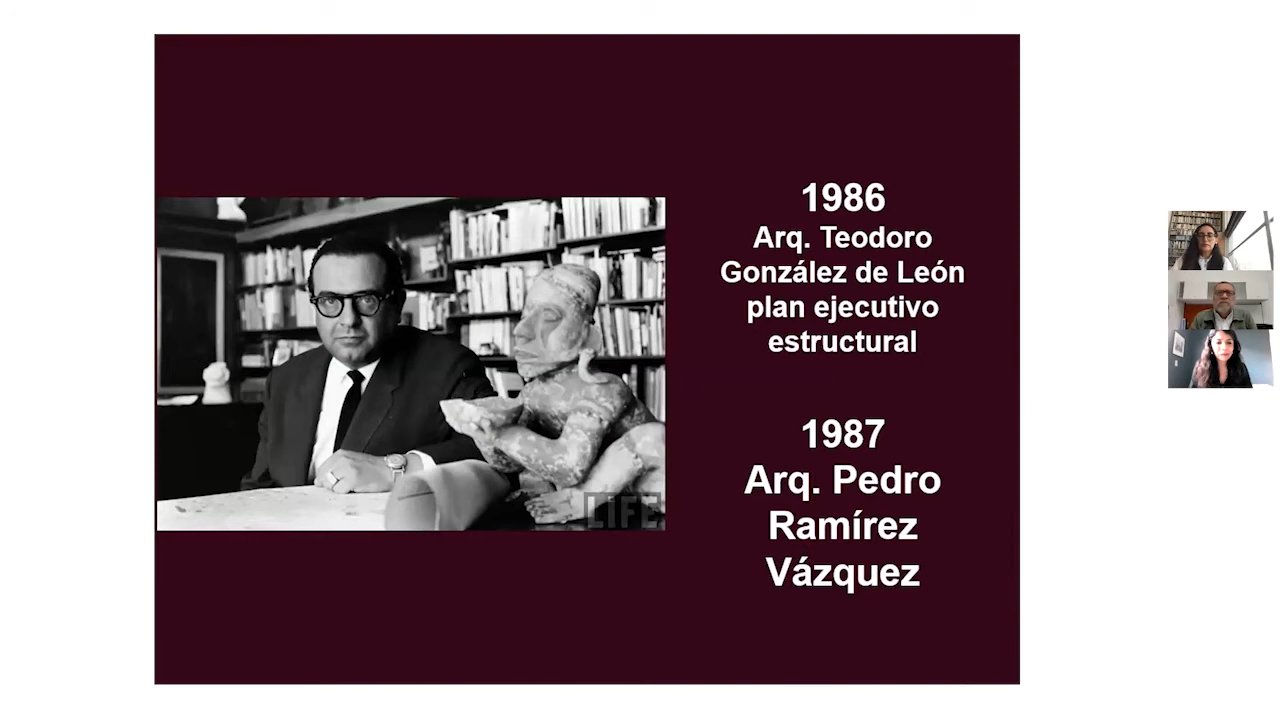 1986
Arq. Teodoro
González de León
plan ejecutivo
estructural
1987
Arq. Pedro
Ramírez
Vázquez
LIFE